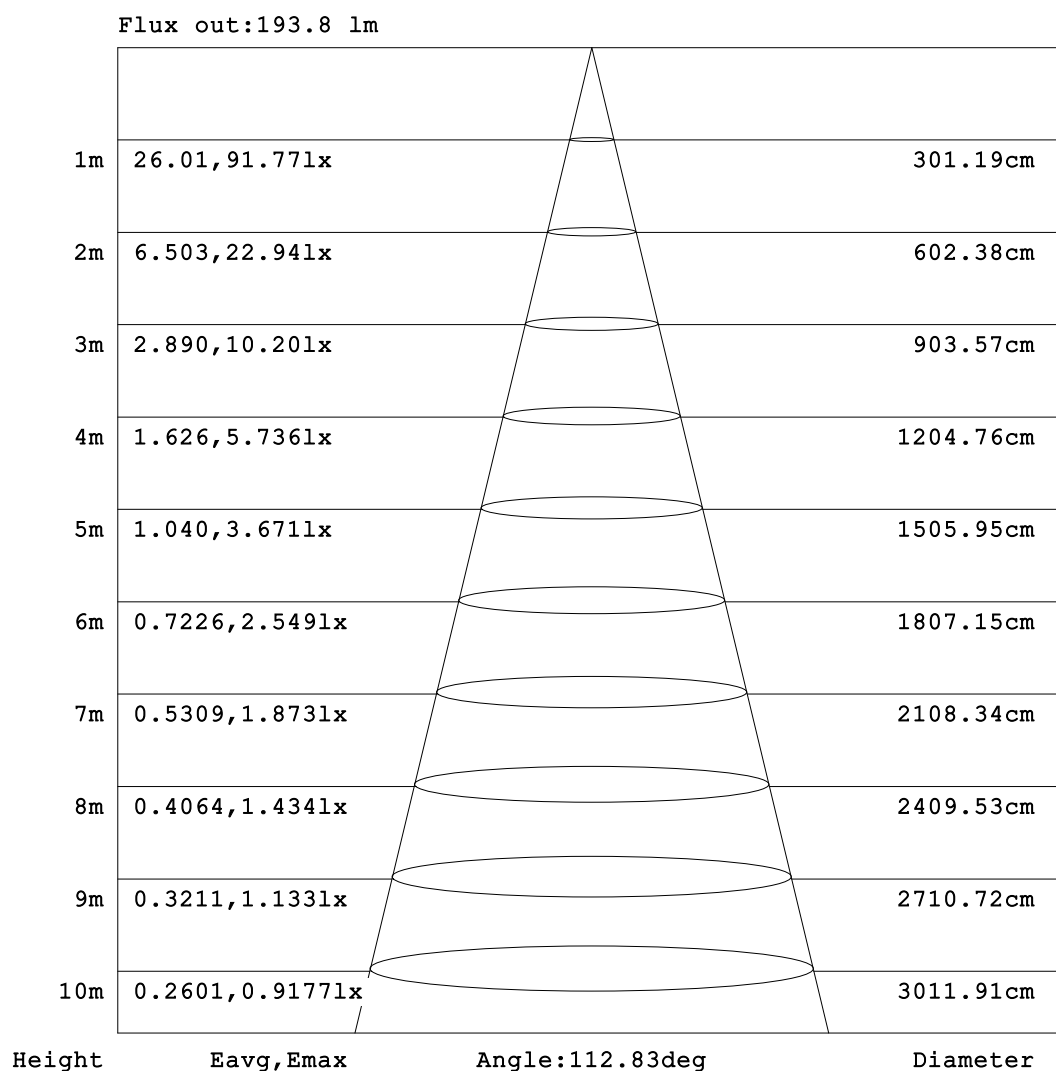 Flux out:193.8 lm
1m 26.01,91.77lx 301.19cm
2m 6.503,22.94lx 602.38cm
3m 2.890,10.20lx 903.57cm
4m 1.626,5.736lx 1204.76cm
5m 1.040,3.671lx 1505.95cm
6m 0.7226,2.549lx 1807.15cm
7m 0.5309,1.873lx 2108.34cm
8m 0.4064,1.434lx 2409.53cm
9m 0.3211,1.133lx 2710.72cm
10m 0.2601,0.9177lx 3011.91cm
Height Eavg,Emax Angle:112.83deg Diameter